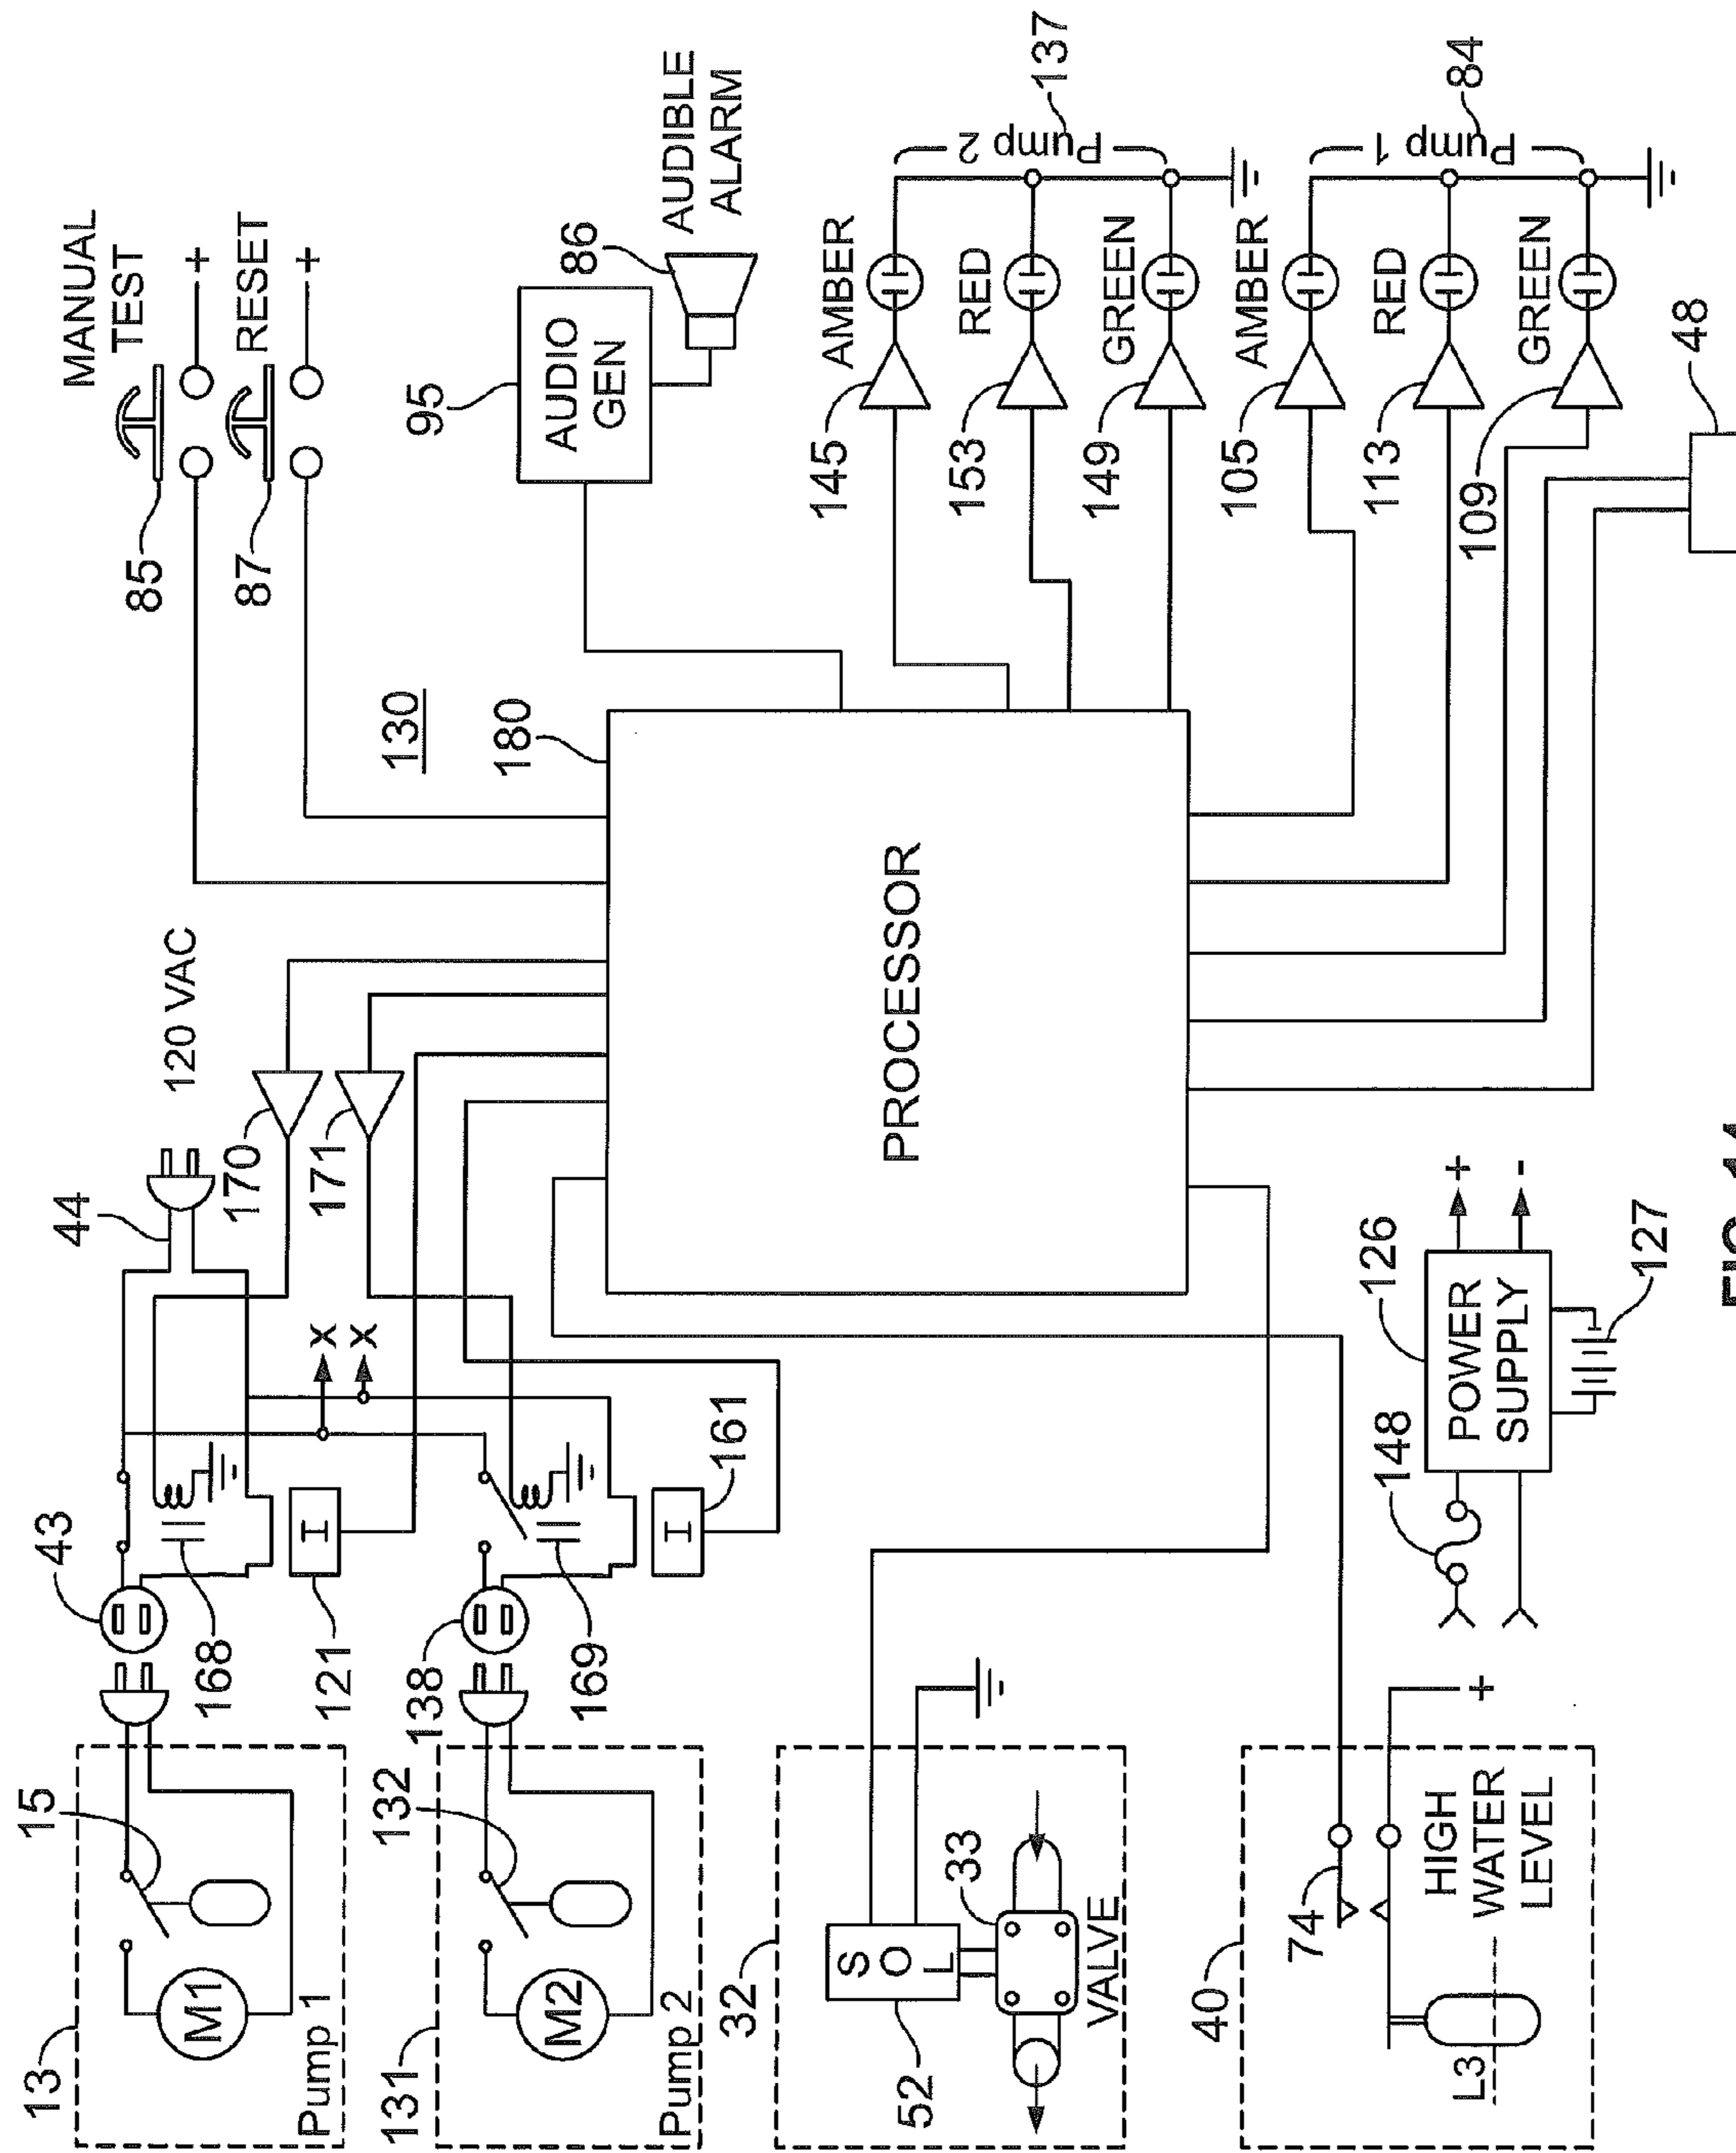 MANUAL
TEST
85
+
RESET
87
+
44
120 VAC
170
171
130
180
95
AUDIO
GEN
86
AUDIBLE
ALARM
13
15
M1
Pump 1
43
168
121
I
X
X
131
132
M2
Pump 2
138
169
161
I
PROCESSOR
145
AMBER
153
RED
149
GREEN
Pump 2
137
105
AMBER
113
RED
109
GREEN
Pump 1
84
48
32
52
S
O
L
33
VALVE
40
74
L3
HIGH
WATER
LEVEL
+
148
126
POWER
SUPPLY
+
-
127